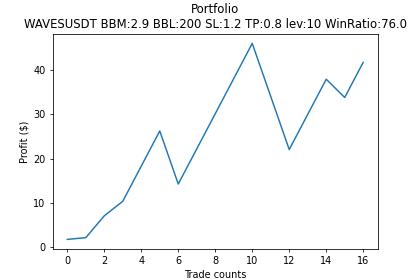 Portfolio
WAVESUSDT BBM:2.9 BBL:200 SL:1.2 TP:0.8 lev:10 WinRatio:76.0
Profit ($)
40
30
20
10
0
0 2 4 6 8 10 12 14 16
Trade counts